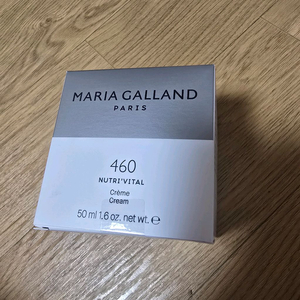 MARIA GALLAND
PARIS
460
NUTRI'VITAL
Crème
Cream
50 ml 1.6 oz. net wt. ℮